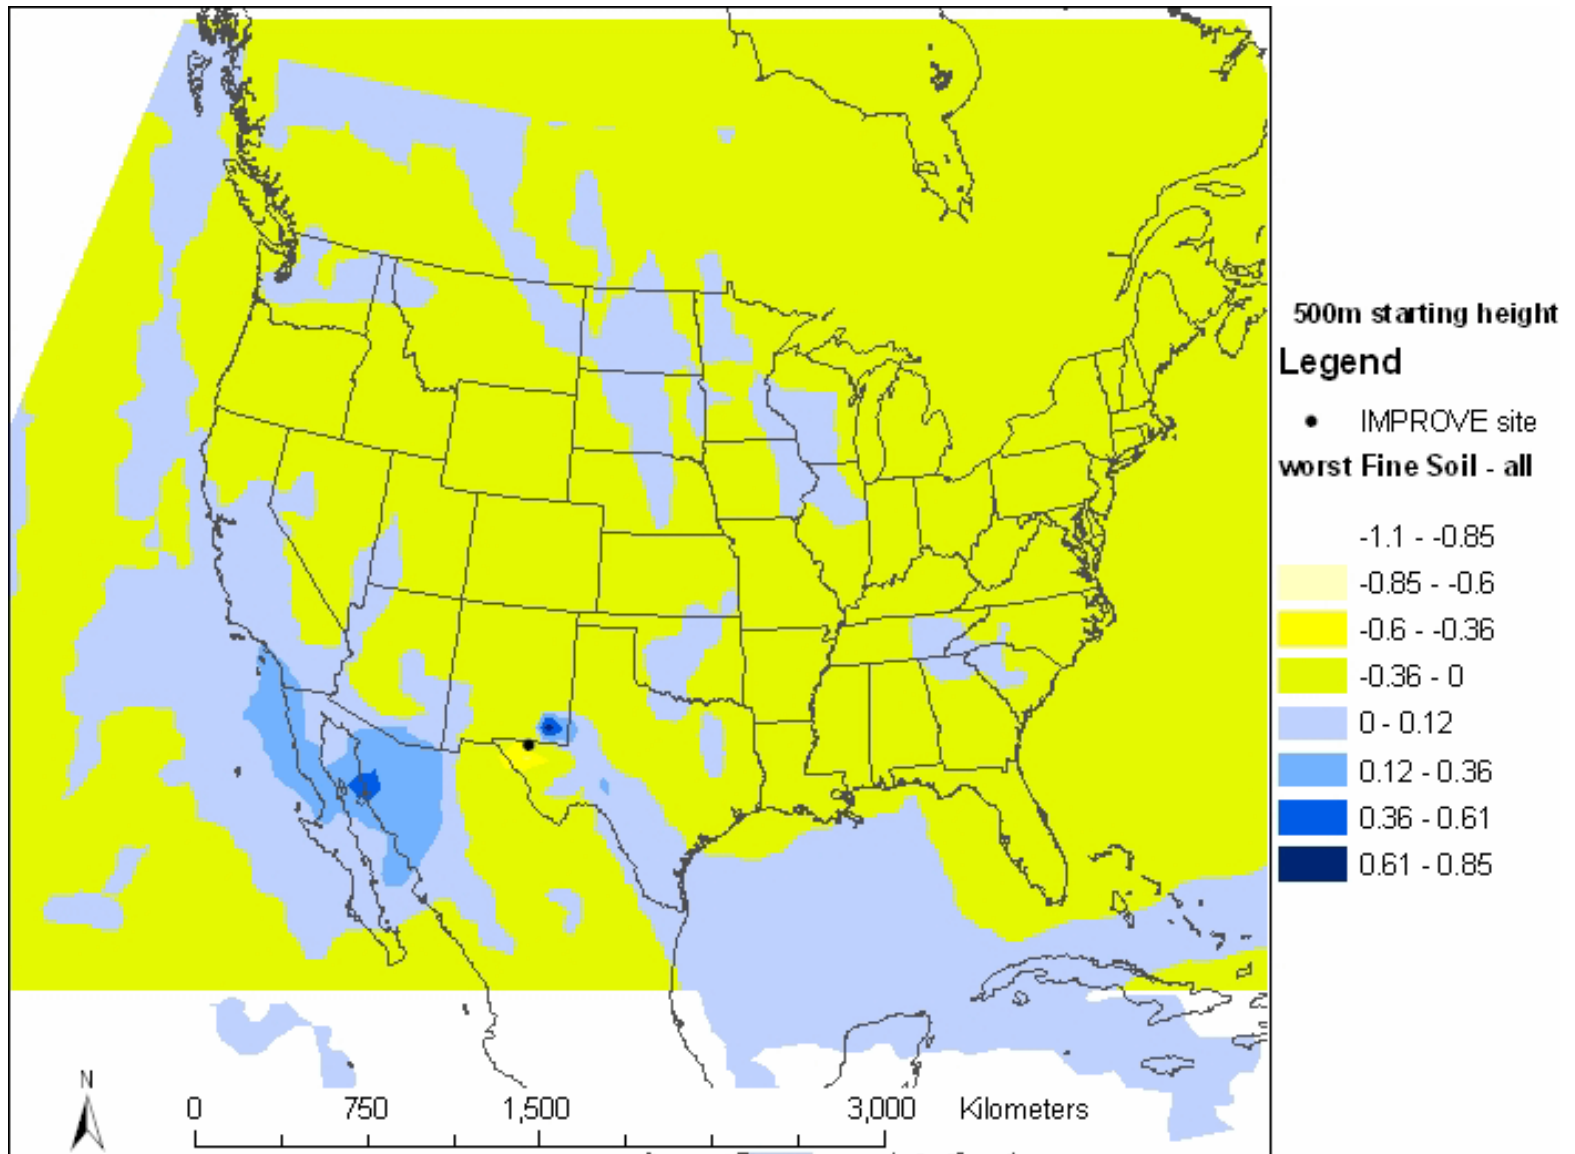 500m starting height
Legend
IMPROVE site
worst Fine Soil - all
-1.1 - -0.85
-0.85 - -0.6
-0.6 - -0.36
-0.36 - 0
0 - 0.12
0.12 - 0.36
0.36 - 0.61
0.61 - 0.85
N
0 750 1,500 3,000 Kilometers